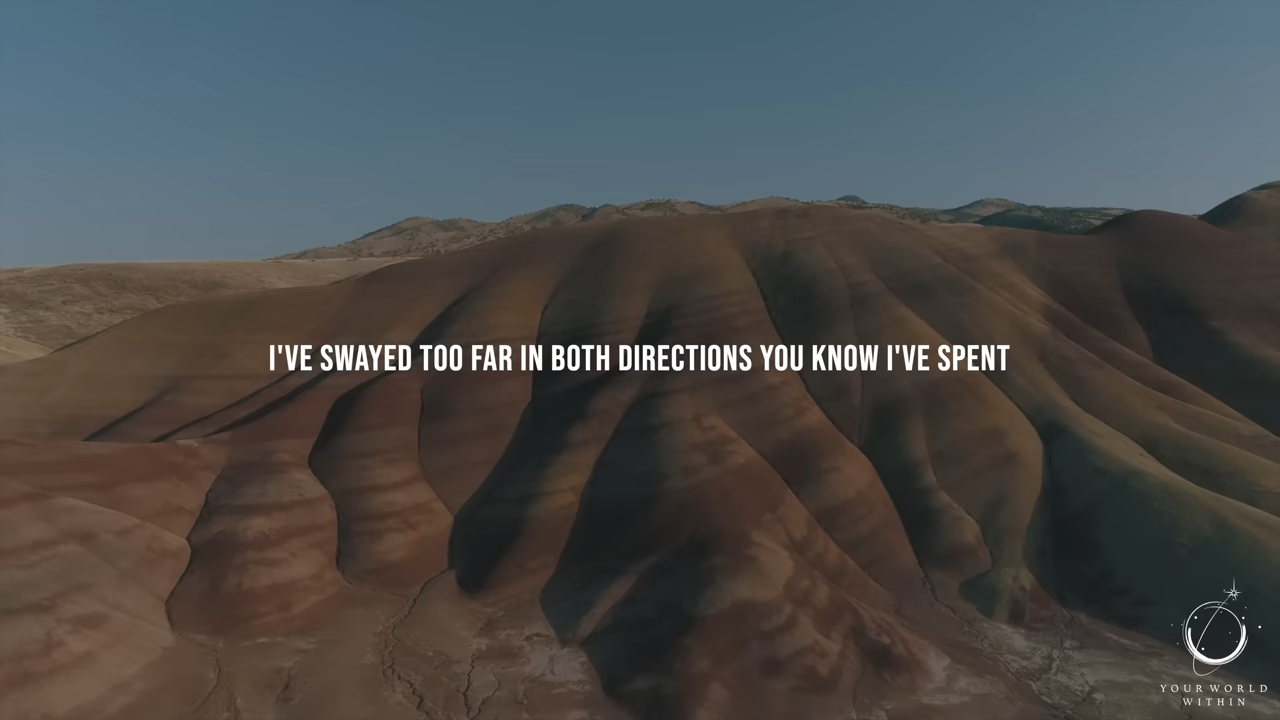 I'VE SWAYED TOO FAR IN BOTH DIRECTIONS YOU KNOW I'VE SPENT
YOUR WORLD
WITHIN